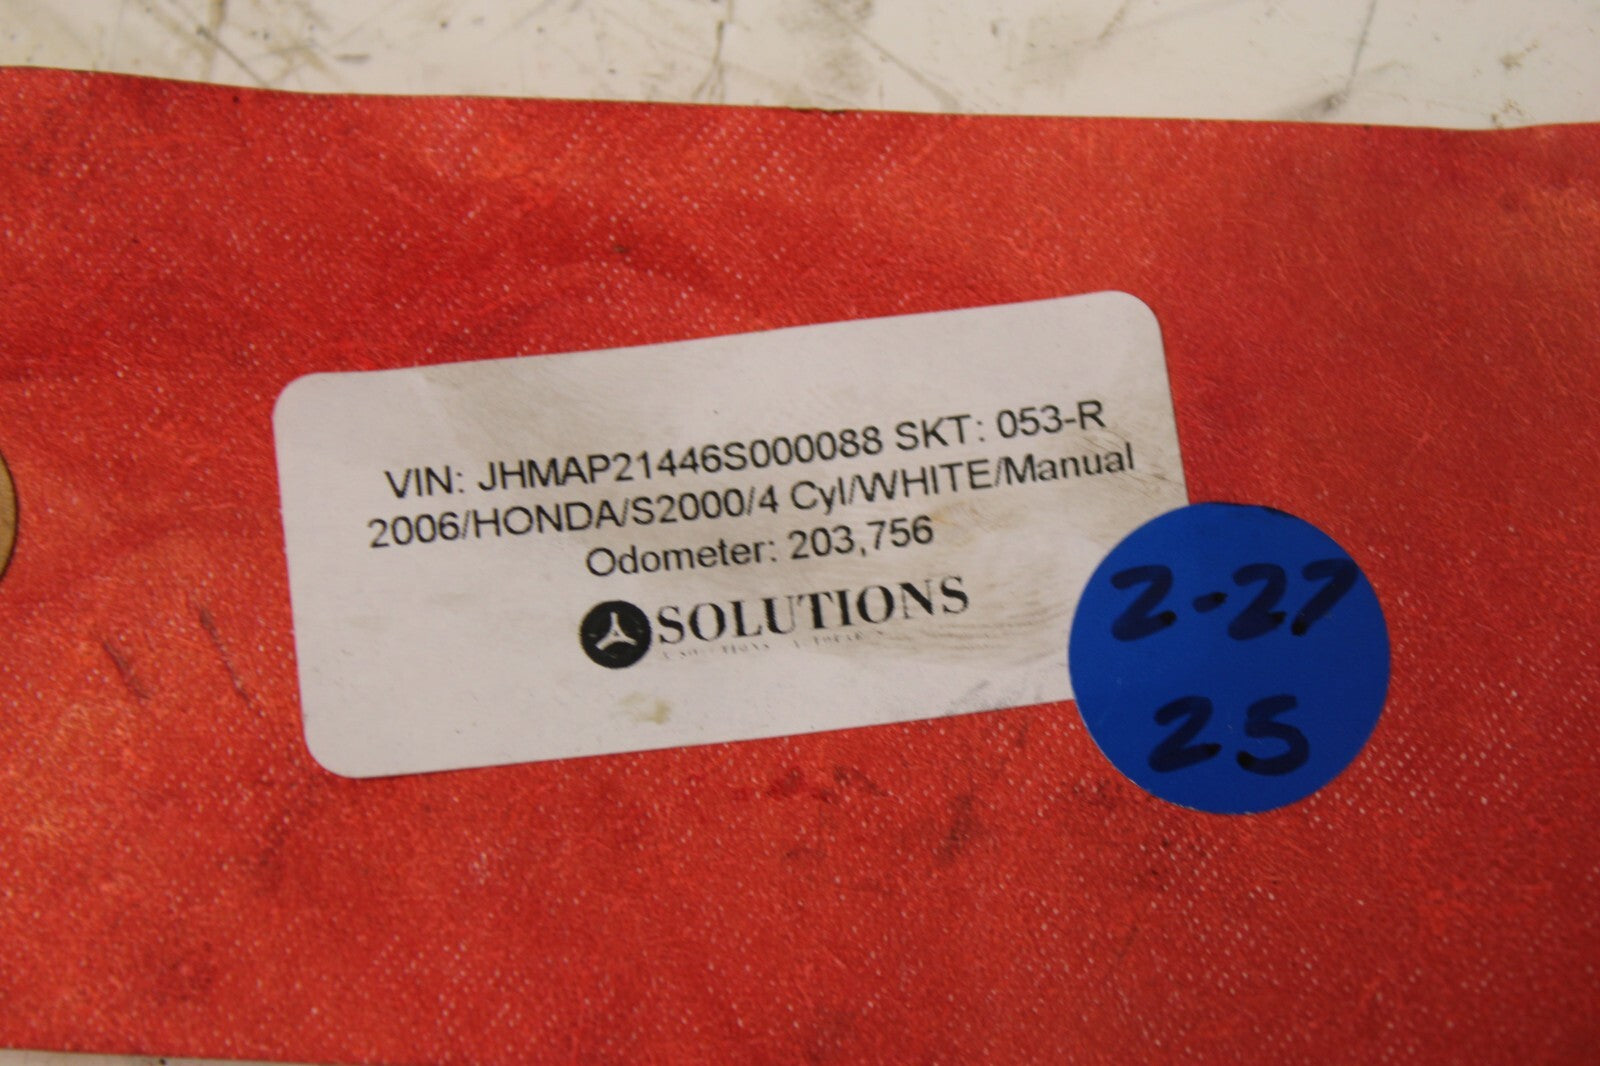 VIN: JHMAP21446S000088 SKT: 053-R
2006/HONDA/S2000/4 Cyl/WHITE/Manual
Odometer: 203,756
SOLUTIONS
2-27
25